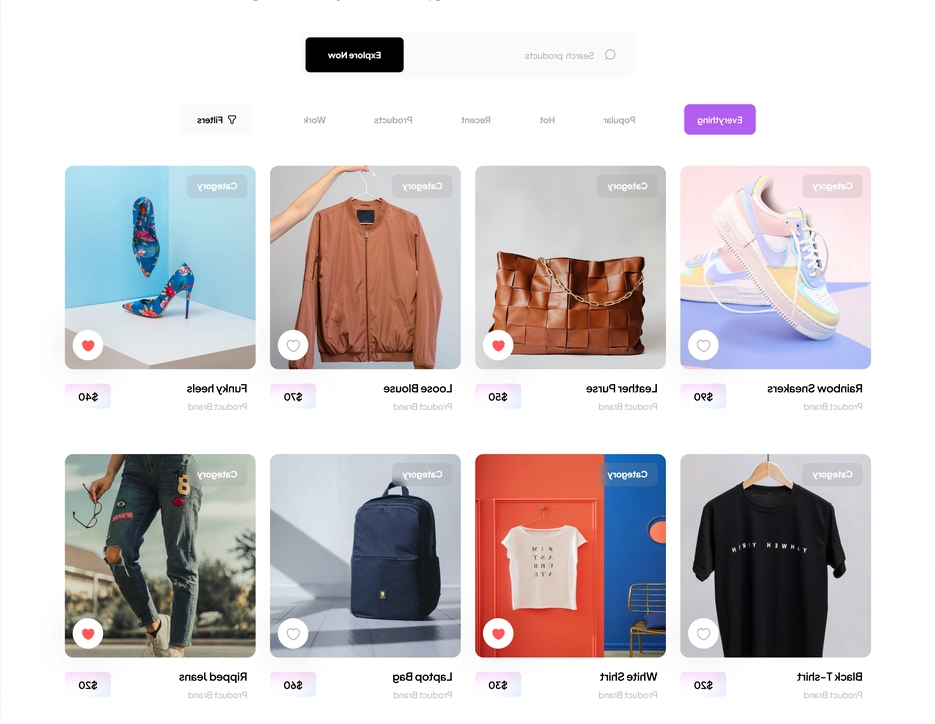 Search products
Explore Now
Everything
Popular
Hot
Recent
Products
Work
Filters
Category
Category
Category
Category
Rainbow Sneakers
$90
Product Brand
Leather Purse
$50
Product Brand
Loose Blouse
$70
Product Brand
Funky heels
$40
Product Brand
Category
Category
Category
Category
Black T-shirt
$20
Product Brand
White Shirt
$30
Product Brand
Laptop Bag
$60
Product Brand
Ripped Jeans
$20
Product Brand